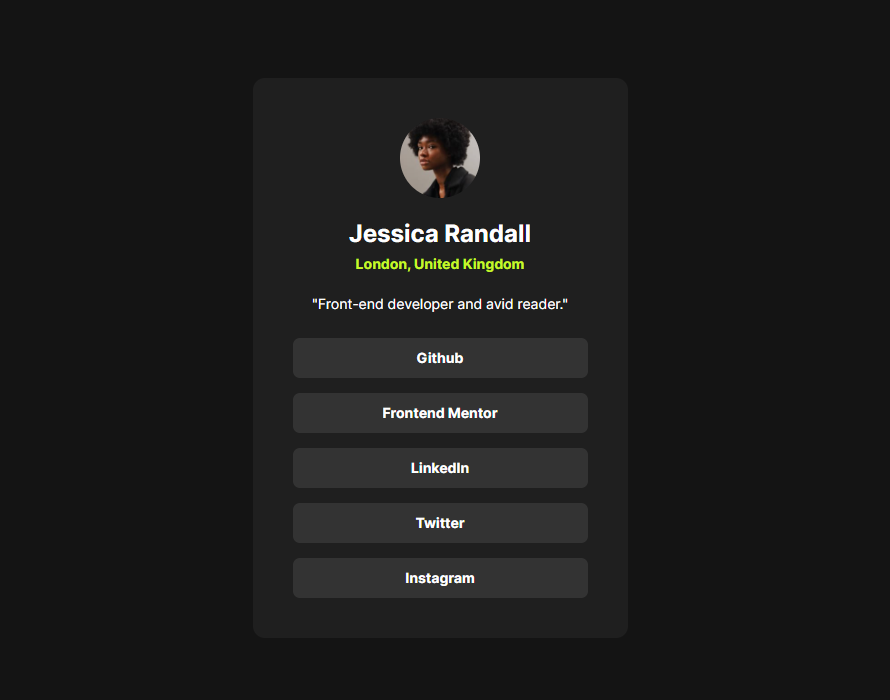 Jessica Randall
London, United Kingdom
"Front-end developer and avid reader."
Github
Frontend Mentor
LinkedIn
Twitter
Instagram